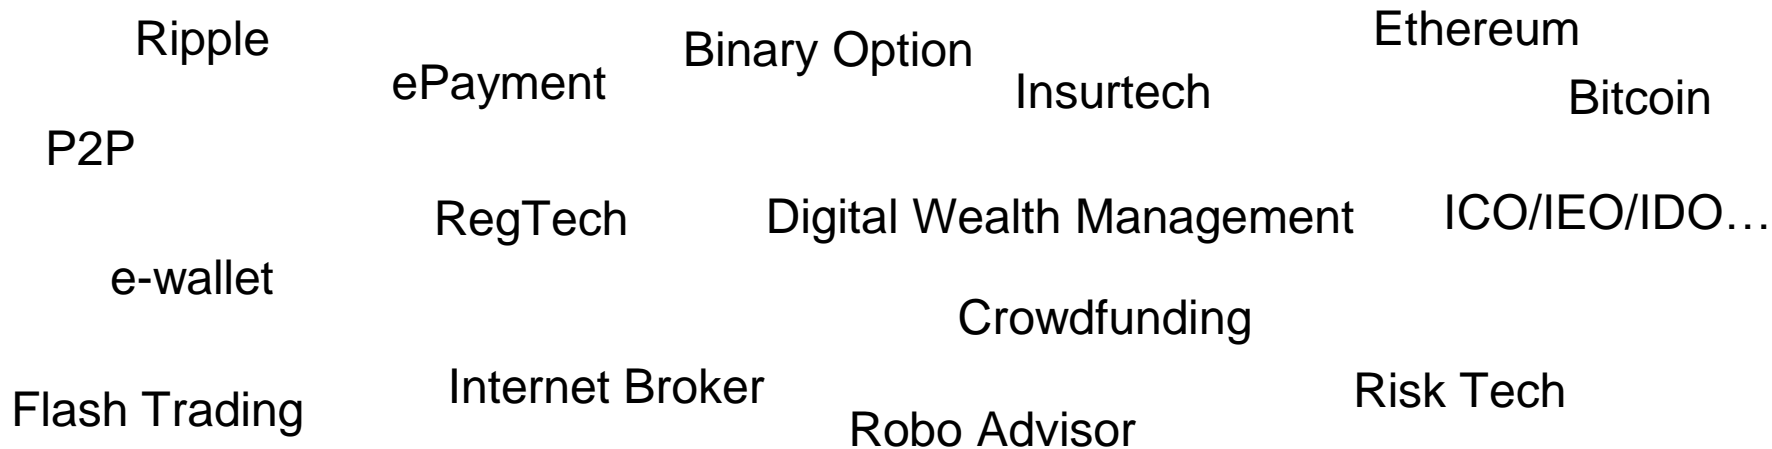 Ripple
ePayment
Binary Option
Insurtech
Ethereum
Bitcoin
P2P
RegTech
Digital Wealth Management
ICO/IEO/IDO…
e-wallet
Crowdfunding
Flash Trading
Internet Broker
Robo Advisor
Risk Tech